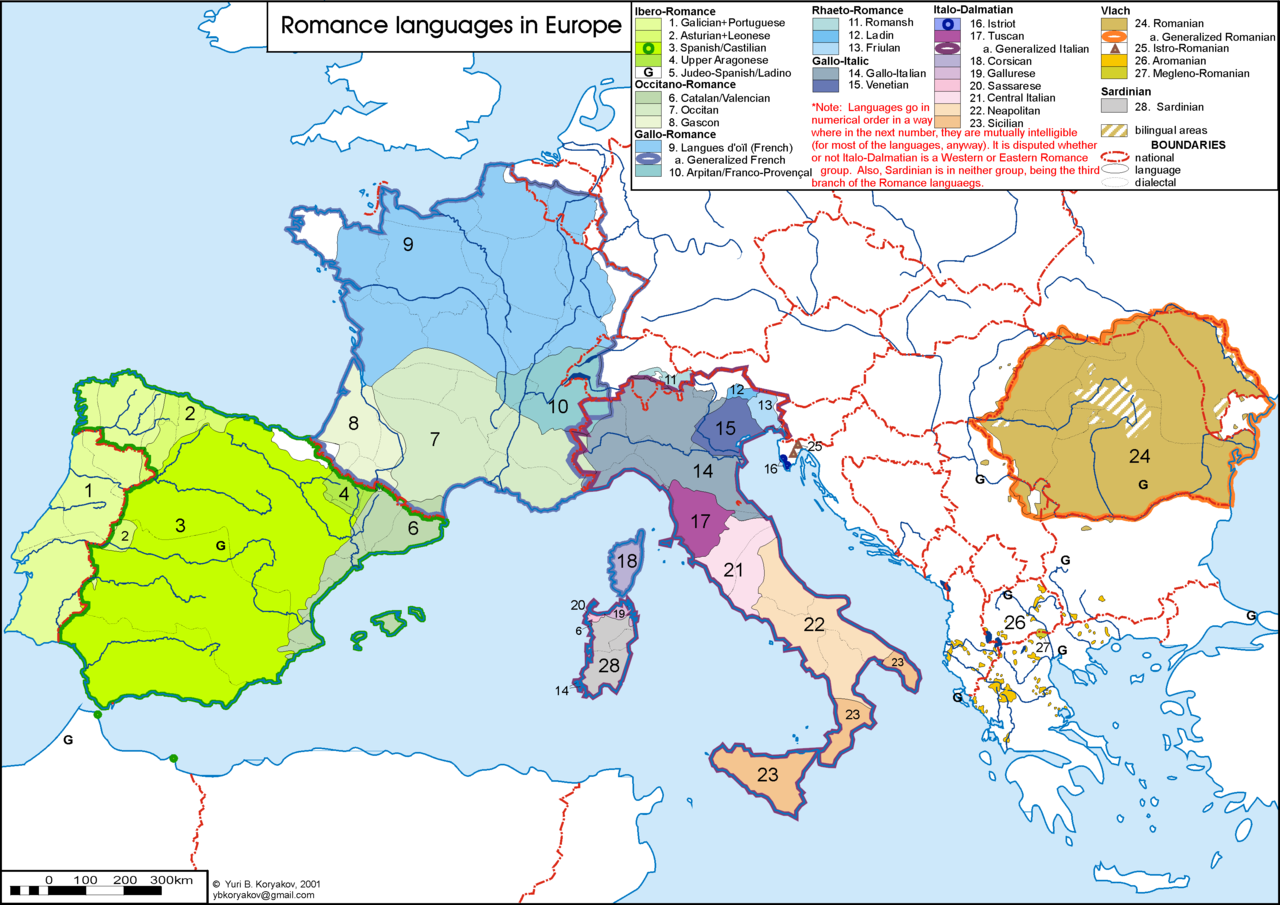 Romance languages in Europe
Ibero-Romance
1. Galician+Portuguese
2. Asturian+Leonese
3. Spanish/Castilian
4. Upper Aragonese
G 5. Judeo-Spanish/Ladino
Occitano-Romance
6. Catalan/Valencian
7. Occitan
8. Gascon
Gallo-Romance
9. Langues d'oïl (French)
a. Generalized French
10. Arpitan/Franco-Provençal
Rhaeto-Romance
11. Romansh
12. Ladin
13. Friulan
Gallo-Italic
14. Gallo-Italian
15. Venetian
Italo-Dalmatian
16. Istriot
17. Tuscan
a. Generalized Italian
18. Corsican
19. Gallurese
20. Sassarese
21. Central Italian
22. Neapolitan
23. Sicilian
Vlach
24. Romanian
a. Generalized Romanian
25. Istro-Romanian
26. Aromanian
27. Megleno-Romanian
Sardinian
28. Sardinian
bilingual areas
BOUNDARIES
national
language
dialectal
*Note: Languages go in
numerical order in a way
where in the next number, they are mutually intelligible
(for most of the languages, anyway). It is disputed whether
or not Italo-Dalmatian is a Western or Eastern Romance
group. Also, Sardinian is in neither group, being the third
branch of the Romance languaegs.
9
11
12
13
10
2
8
7
15
25
16
14
24
G
G
1
4
3
2
6
G
17
18
21
G
G
20
19
6
26
22
G
27
G
28
14
23
G
23
G
23
0 100 200 300km
© Yuri B. Koryakov, 2001
ybkoryakov@gmail.com